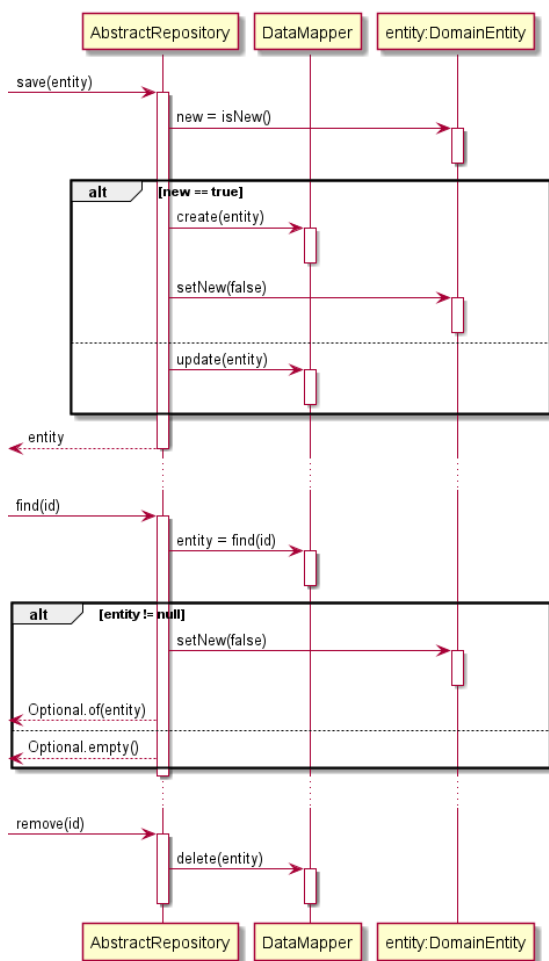 AbstractRepository DataMapper entity:DomainEntity
save(entity)
new = isNew()
alt [new == true]
create(entity)
setNew(false)
update(entity)
entity
find(id)
entity = find(id)
alt [entity != null]
setNew(false)
Optional.of(entity)
Optional.empty()
remove(id)
delete(entity)
AbstractRepository DataMapper entity:DomainEntity